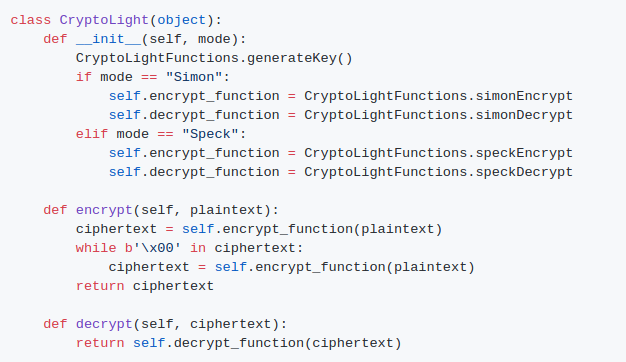 class CryptoLight(object):
    def __init__(self, mode):
        CryptoLightFunctions.generateKey()
        if mode == "Simon":
            self.encrypt_function = CryptoLightFunctions.simonEncrypt
            self.decrypt_function = CryptoLightFunctions.simonDecrypt
        elif mode == "Speck":
            self.encrypt_function = CryptoLightFunctions.speckEncrypt
            self.decrypt_function = CryptoLightFunctions.speckDecrypt

    def encrypt(self, plaintext):
        ciphertext = self.encrypt_function(plaintext)
        while b'\x00' in ciphertext:
            ciphertext = self.encrypt_function(plaintext)
        return ciphertext

    def decrypt(self, ciphertext):
        return self.decrypt_function(ciphertext)